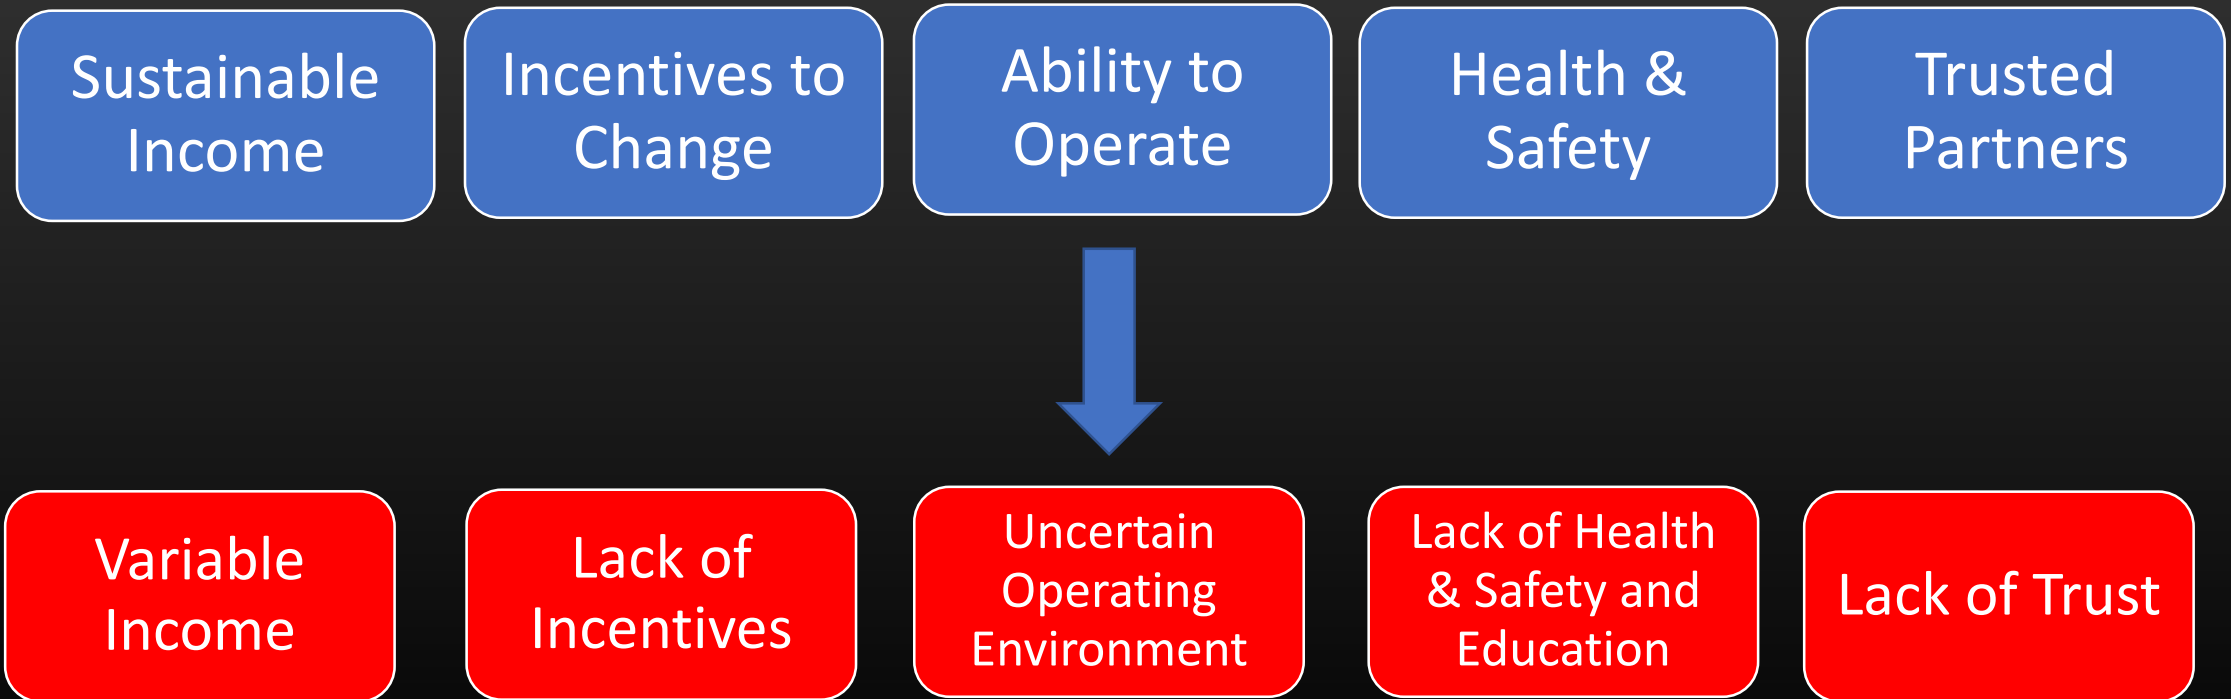 Sustainable
Income
Incentives to
Change
Ability to
Operate
Health &
Safety
Trusted
Partners
Variable
Income
Lack of
Incentives
Uncertain
Operating
Environment
Lack of Health
& Safety and
Education
Lack of Trust